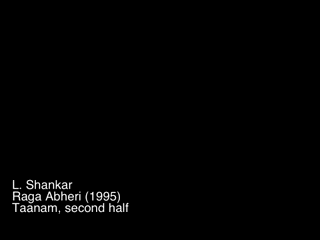 L. Shankar
Raga Abheri (1995)
Taanam, second half